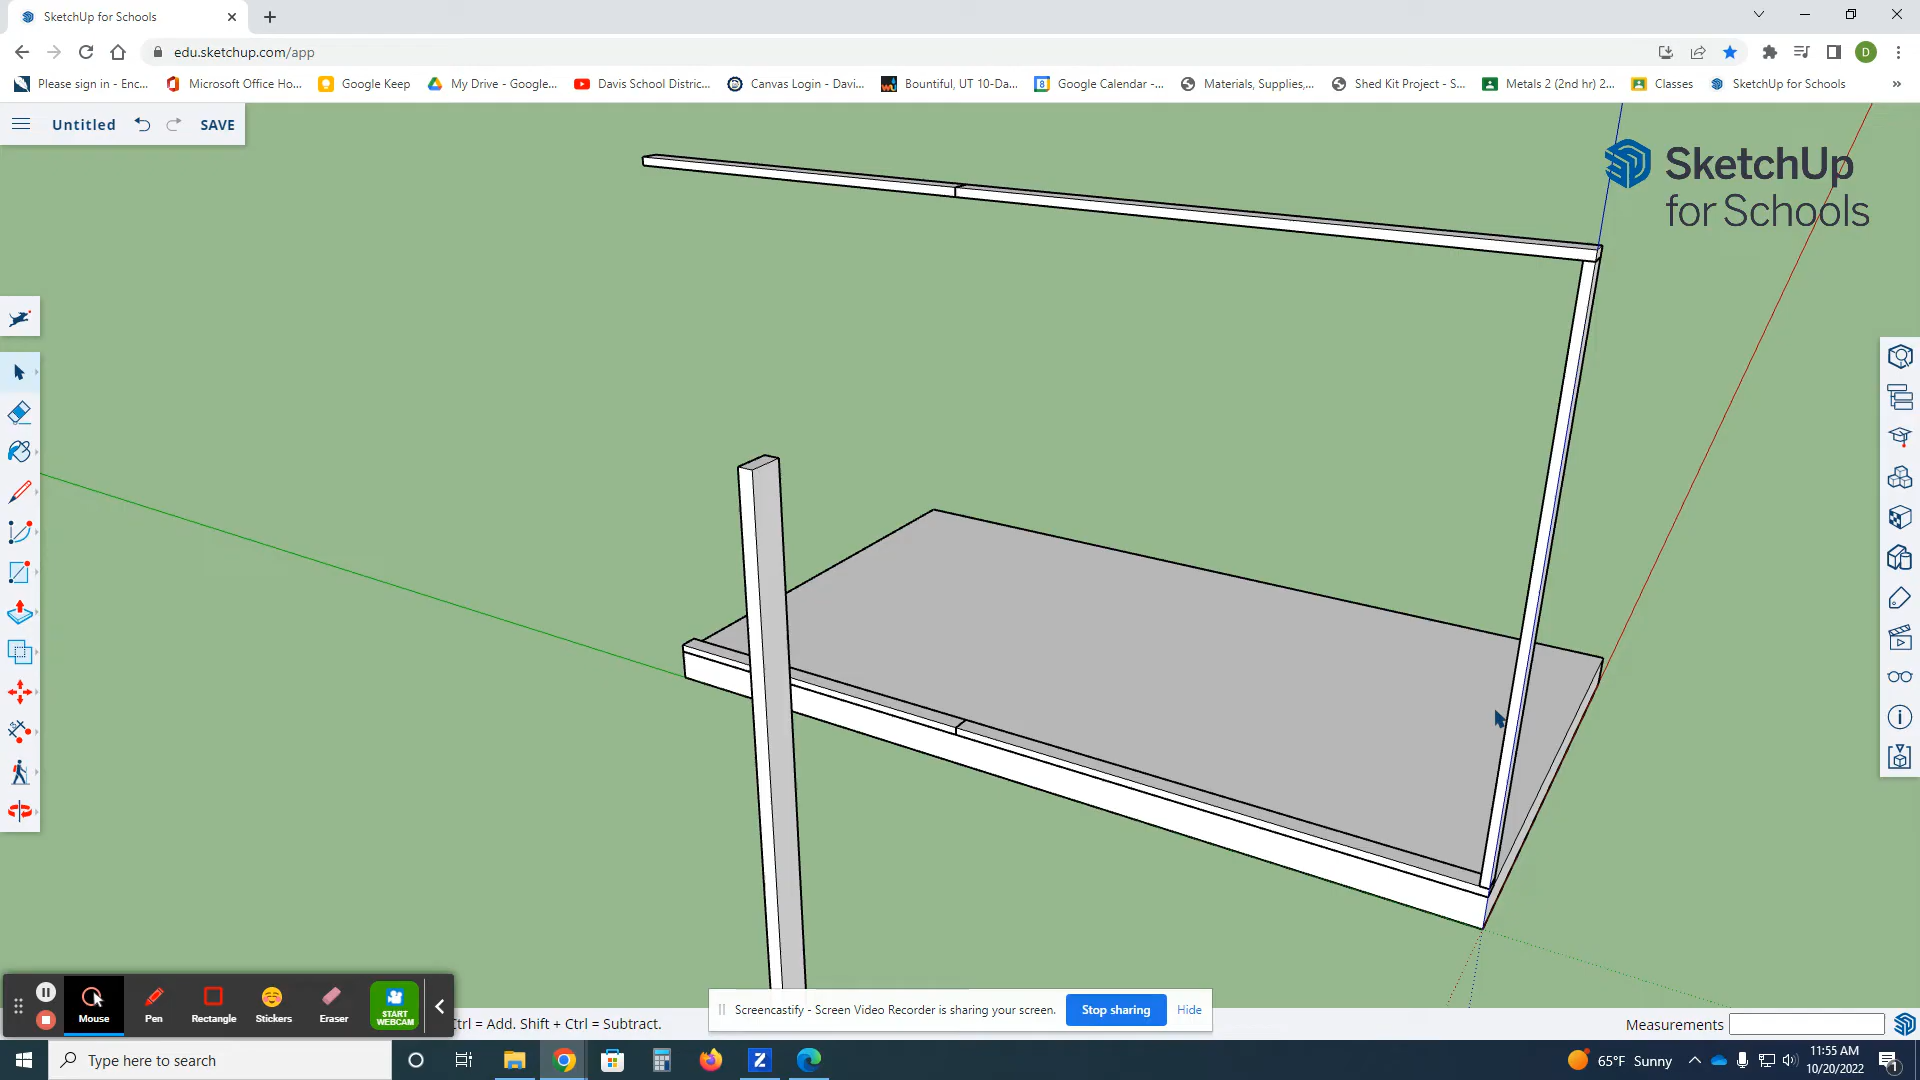 SketchUp for Schools
edu.sketchup.com/app
D
Please sign in - Enc...
Microsoft Office Ho...
Google Keep
My Drive - Google...
Davis School Distric...
Canvas Login - Davi...
Bountiful, UT 10-Da...
Google Calendar -...
Materials, Supplies,...
Shed Kit Project - S...
Metals 2 (2nd hr) 2...
Classes
SketchUp for Schools
Untitled
SAVE
SketchUp
for Schools
Mouse
Pen
Rectangle
Stickers
Eraser
START
WEBCAM
Ctrl = Add. Shift + Ctrl = Subtract.
Screencastify - Screen Video Recorder is sharing your screen.
Stop sharing
Hide
Measurements
Type here to search
65°F Sunny
11:55 AM
10/20/2022
1